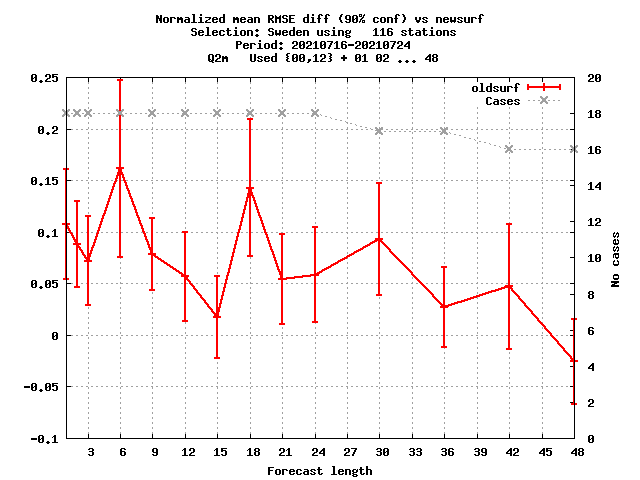 Normalized mean RMSE diff (90% conf) vs newsurf
Selection: Sweden using   116 stations
Period: 20210716-20210724
Q2m   Used {00,12} + 01 02 ... 48
oldsurf
Cases
0.25
0.2
0.15
0.1
0.05
0
-0.05
-0.1
20
18
16
14
12
10
8
6
4
2
0
No cases
3 6 9 12 15 18 21 24 27 30 33 36 39 42 45 48
Forecast length